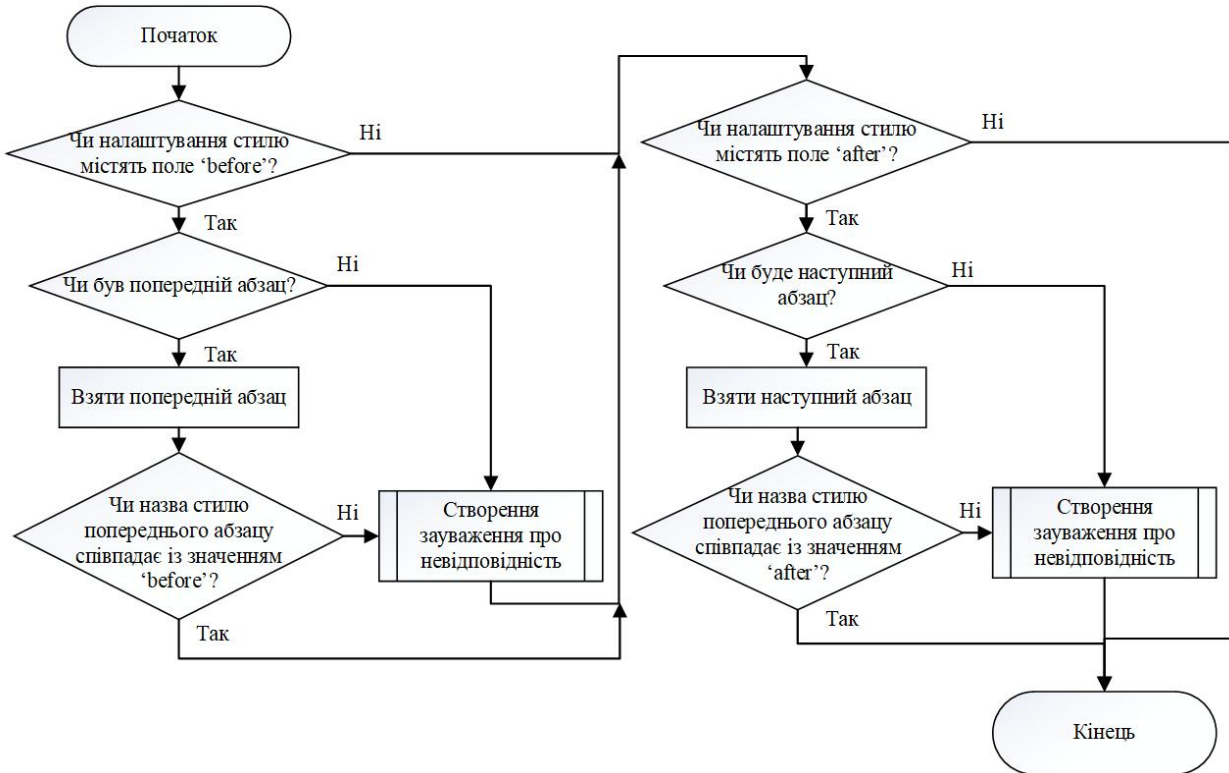 Початок
Чи налаштування стилю
містять поле ‘before’?
Ні
Так
Чи був попередній абзац?
Ні
Так
Взяти попередній абзац
Чи назва стилю
попереднього абзацу
співпадає із значенням
‘before’?
Ні
Так
Створення
зауваження про
невідповідність
Чи налаштування стилю
містять поле ‘after’?
Ні
Так
Чи буде наступний
абзац?
Ні
Так
Взяти наступний абзац
Чи назва стилю
попереднього абзацу
співпадає із значенням
‘after’?
Ні
Так
Створення
зауваження про
невідповідність
Кінець